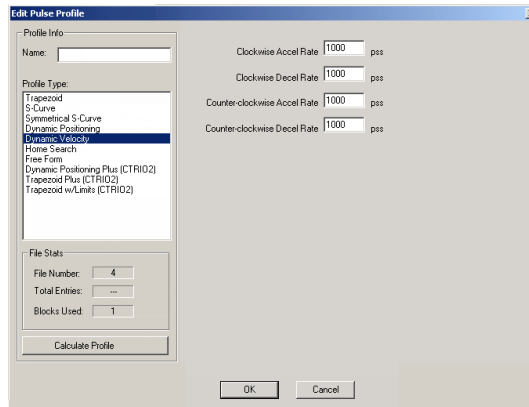 Edit Pulse Profile
Profile Info
Name:
Profile Type:
Trapezoid
S-Curve
Symmetrical S-Curve
Dynamic Positioning
Dynamic Velocity
Home Search
Free Form
Dynamic Positioning Plus (CTRIO2)
Trapezoid Plus (CTRIO2)
Trapezoid w/Limits (CTRIO2)
File Stats
File Number: 4
Total Entries: ---
Blocks Used: 1
Calculate Profile
Clockwise Accel Rate 1000 pss
Clockwise Decel Rate 1000 pss
Counter-clockwise Accel Rate 1000 pss
Counter-clockwise Decel Rate 1000 pss
OK Cancel